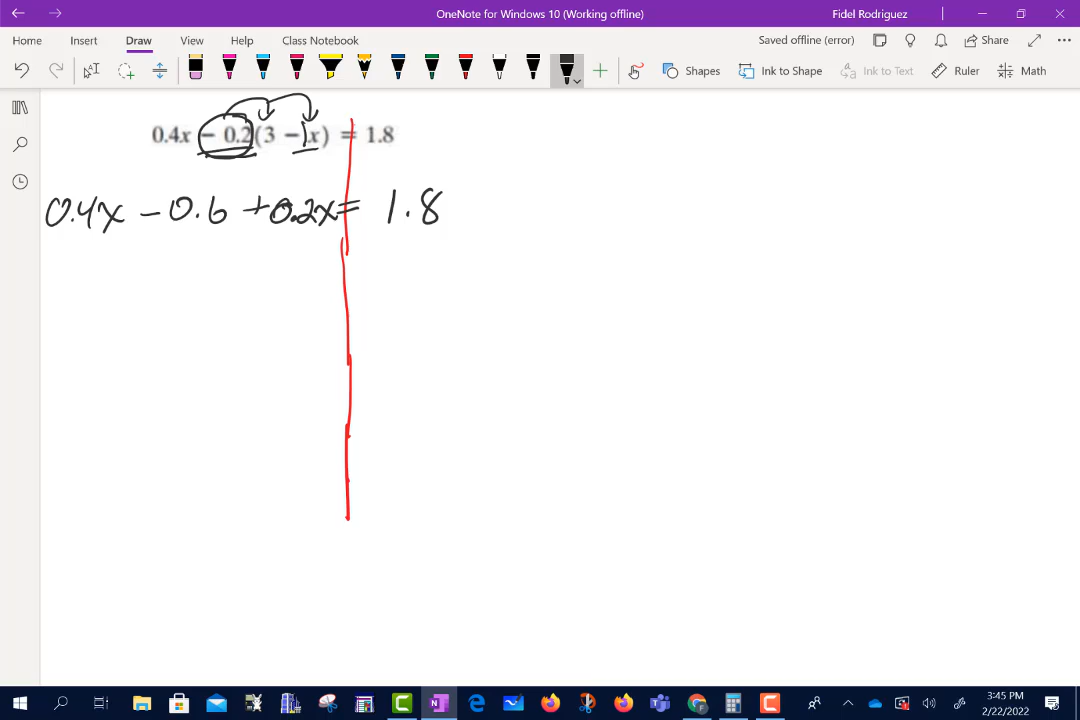 OneNote for Windows 10 (Working offline)
Fidel Rodriguez
Home Insert Draw View Help Class Notebook
Saved offline (error)
Share
Shapes
Ink to Shape
Ink to Text
Ruler
Math
0.4x − 0.2(3 − 1x) = 1.8
0.4x − 0.6 + 0.2x = 1.8
3:45 PM
2/22/2022